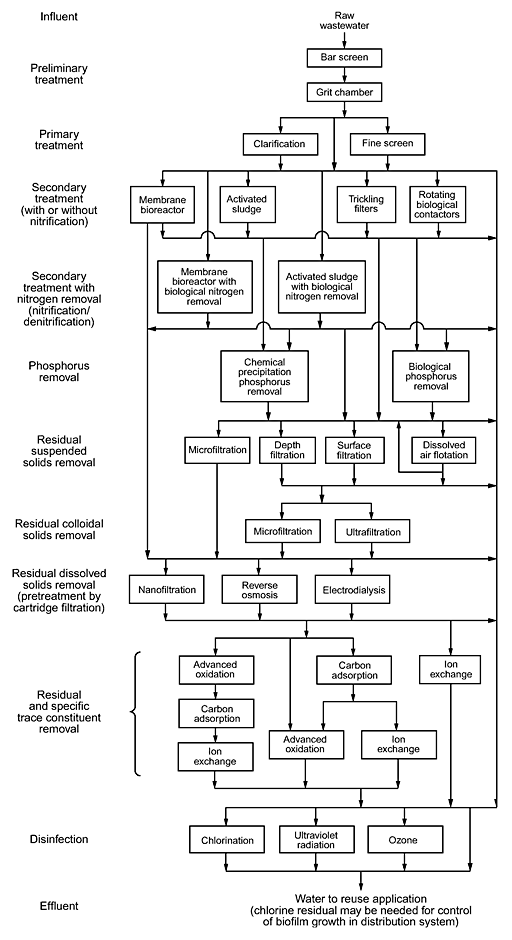 Influent
Raw
wastewater
Preliminary
treatment
Bar screen
Grit chamber
Primary
treatment
Clarification
Fine screen
Secondary
treatment
(with or without
nitrification)
Membrane
bioreactor
Activated
sludge
Trickling
filters
Rotating
biological
contactors
Secondary
treatment with
nitrogen removal
(nitrification/
denitrification)
Membrane
bioreactor with
biological nitrogen
removal
Activated sludge
with biological
nitrogen removal
Phosphorus
removal
Chemical
precipitation
phosphorus
removal
Biological
phosphorus
removal
Residual
suspended
solids removal
Microfiltration
Depth
filtration
Surface
filtration
Dissolved
air flotation
Residual colloidal
solids removal
Microfiltration
Ultrafiltration
Residual dissolved
solids removal
(pretreatment by
cartridge filtration)
Nanofiltration
Reverse
osmosis
Electrodialysis
Residual
and specific
trace constituent
removal
Advanced
oxidation
Carbon
adsorption
Ion
exchange
Carbon
adsorption
Advanced
oxidation
Ion
exchange
Ion
exchange
Disinfection
Chlorination
Ultraviolet
radiation
Ozone
Effluent
Water to reuse application
(chlorine residual may be needed for control
of biofilm growth in distribution system)